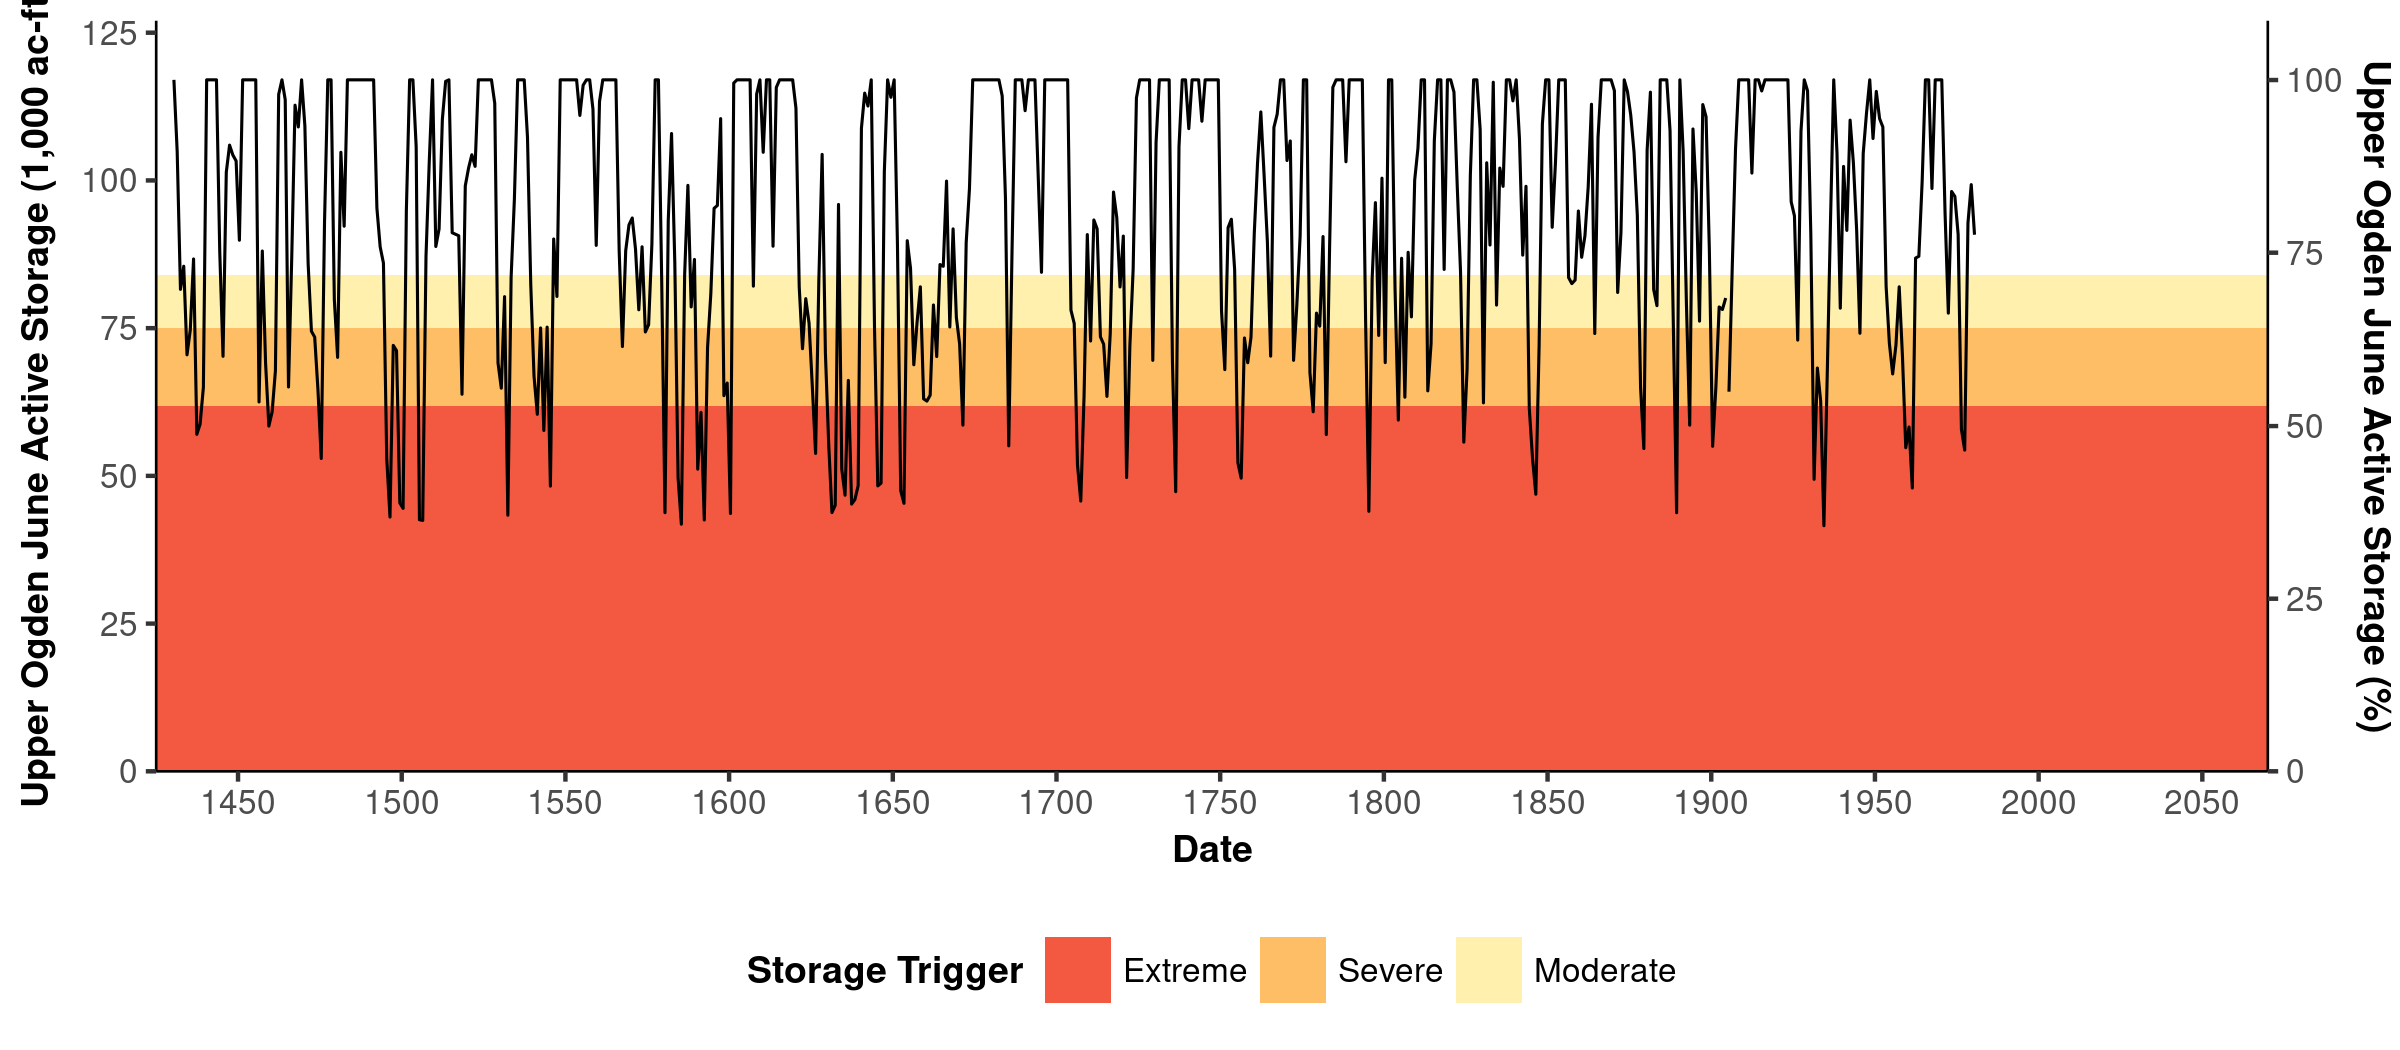 Upper Ogden June Active Storage (1,000 ac-ft
125
100
75
50
25
0
100
75
50
25
0
Upper Ogden June Active Storage (%)
1450 1500 1550 1600 1650 1700 1750 1800 1850 1900 1950 2000 2050
Date
Storage Trigger Extreme Severe Moderate